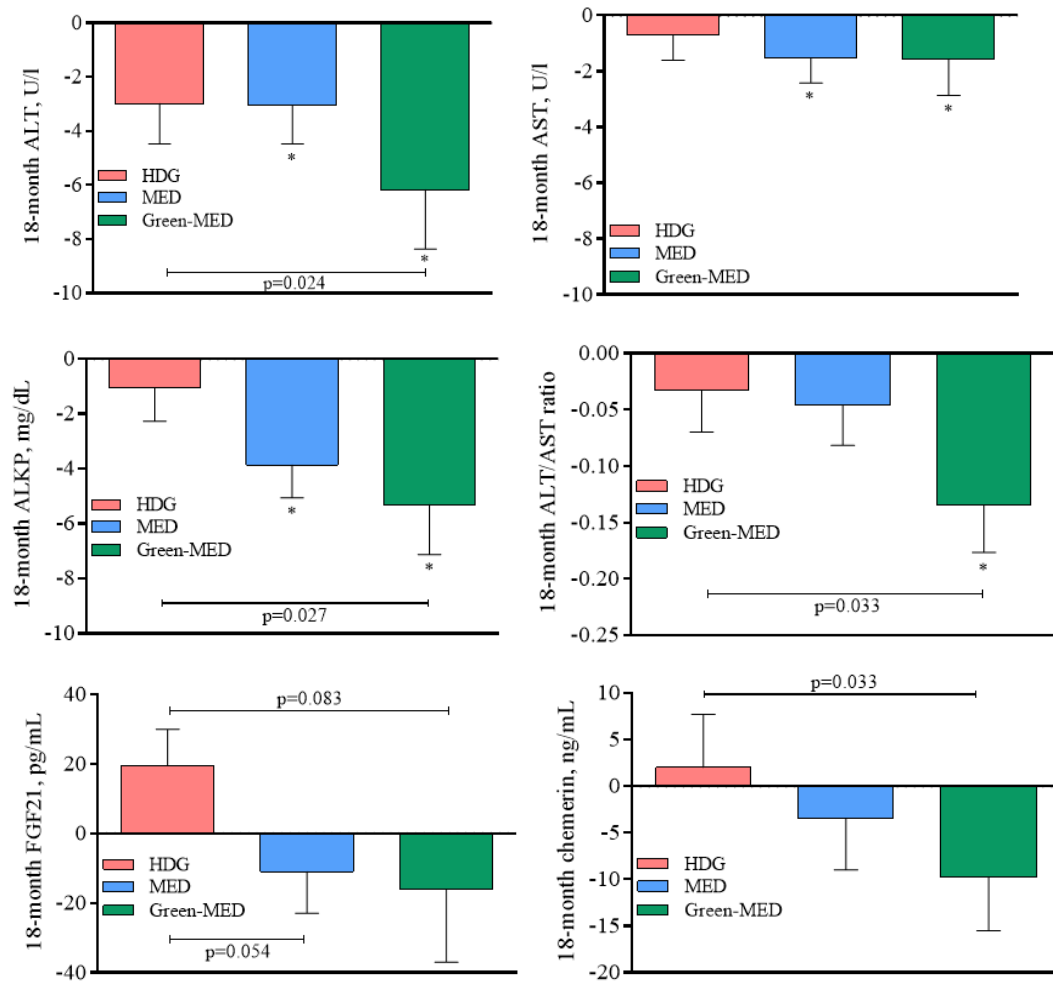 18-month ALT, U/l
0
-2
-4
-6
-8
-10
HDG
MED
Green-MED
*
*
p=0.024
18-month AST, U/l
0
-2
-4
-6
-8
-10
*
*
HDG
MED
Green-MED
18-month ALKP, mg/dL
0
-2
-4
-6
-8
-10
HDG
MED
Green-MED
*
*
p=0.027
18-month ALT/AST ratio
0.00
-0.05
-0.10
-0.15
-0.20
-0.25
HDG
MED
Green-MED
*
p=0.033
18-month FGF21, pg/mL
40
20
0
-20
-40
p=0.083
HDG
MED
Green-MED
p=0.054
18-month chemerin, ng/mL
10
5
0
-5
-10
-15
-20
p=0.033
HDG
MED
Green-MED